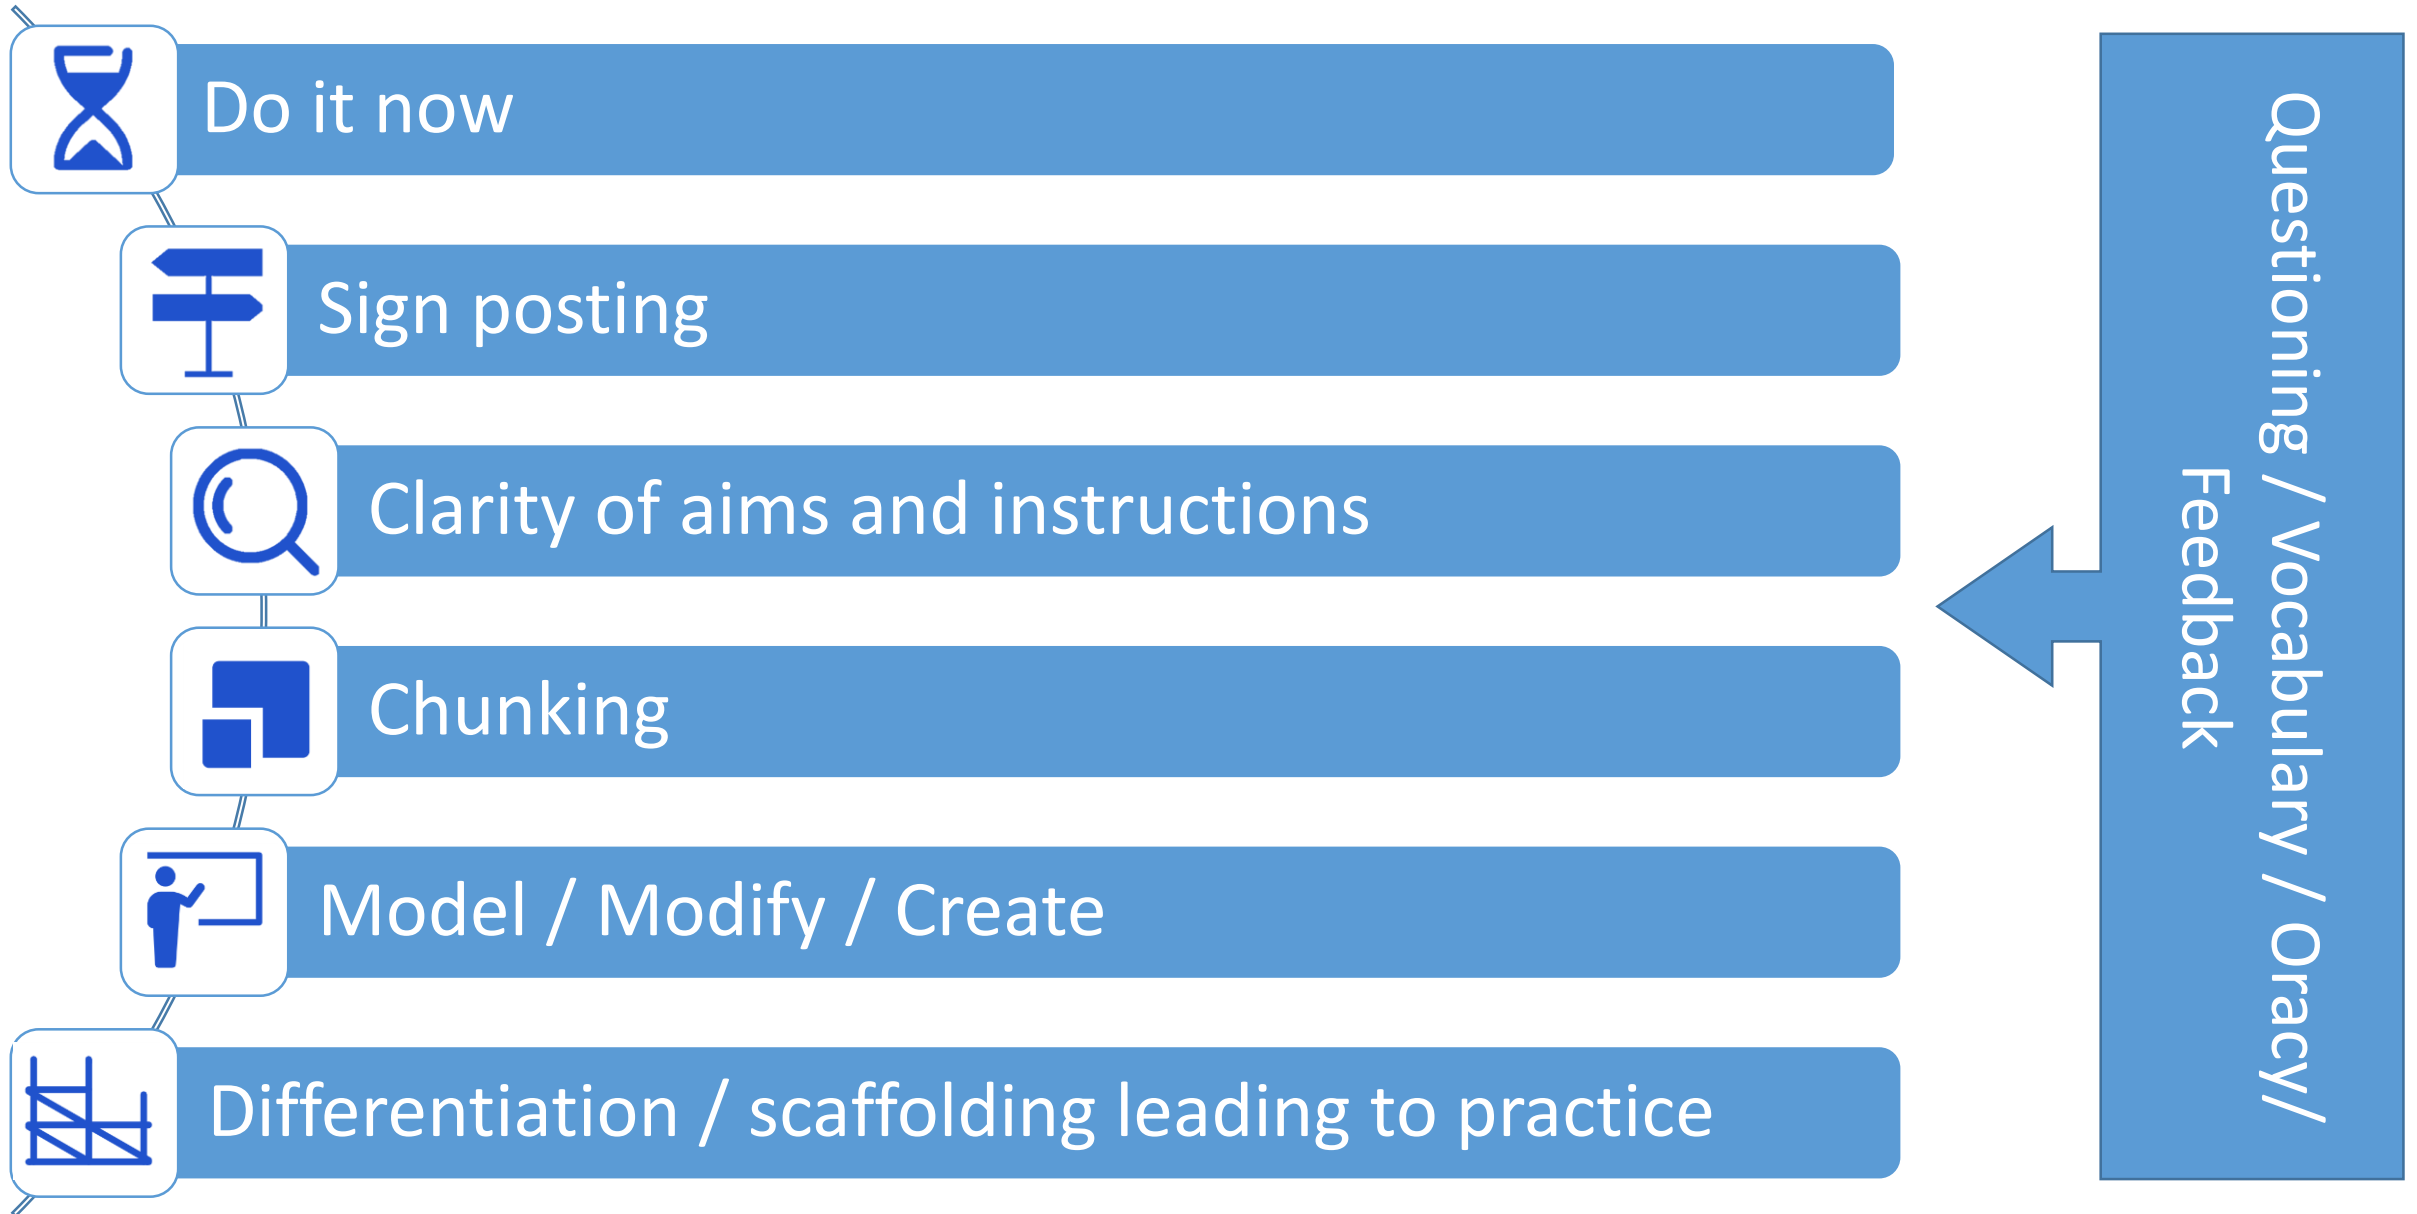 Do it now
Sign posting
Clarity of aims and instructions
Chunking
Model / Modify / Create
Differentiation / scaffolding leading to practice
Questioning / Vocabulary / Oracy/
Feedback